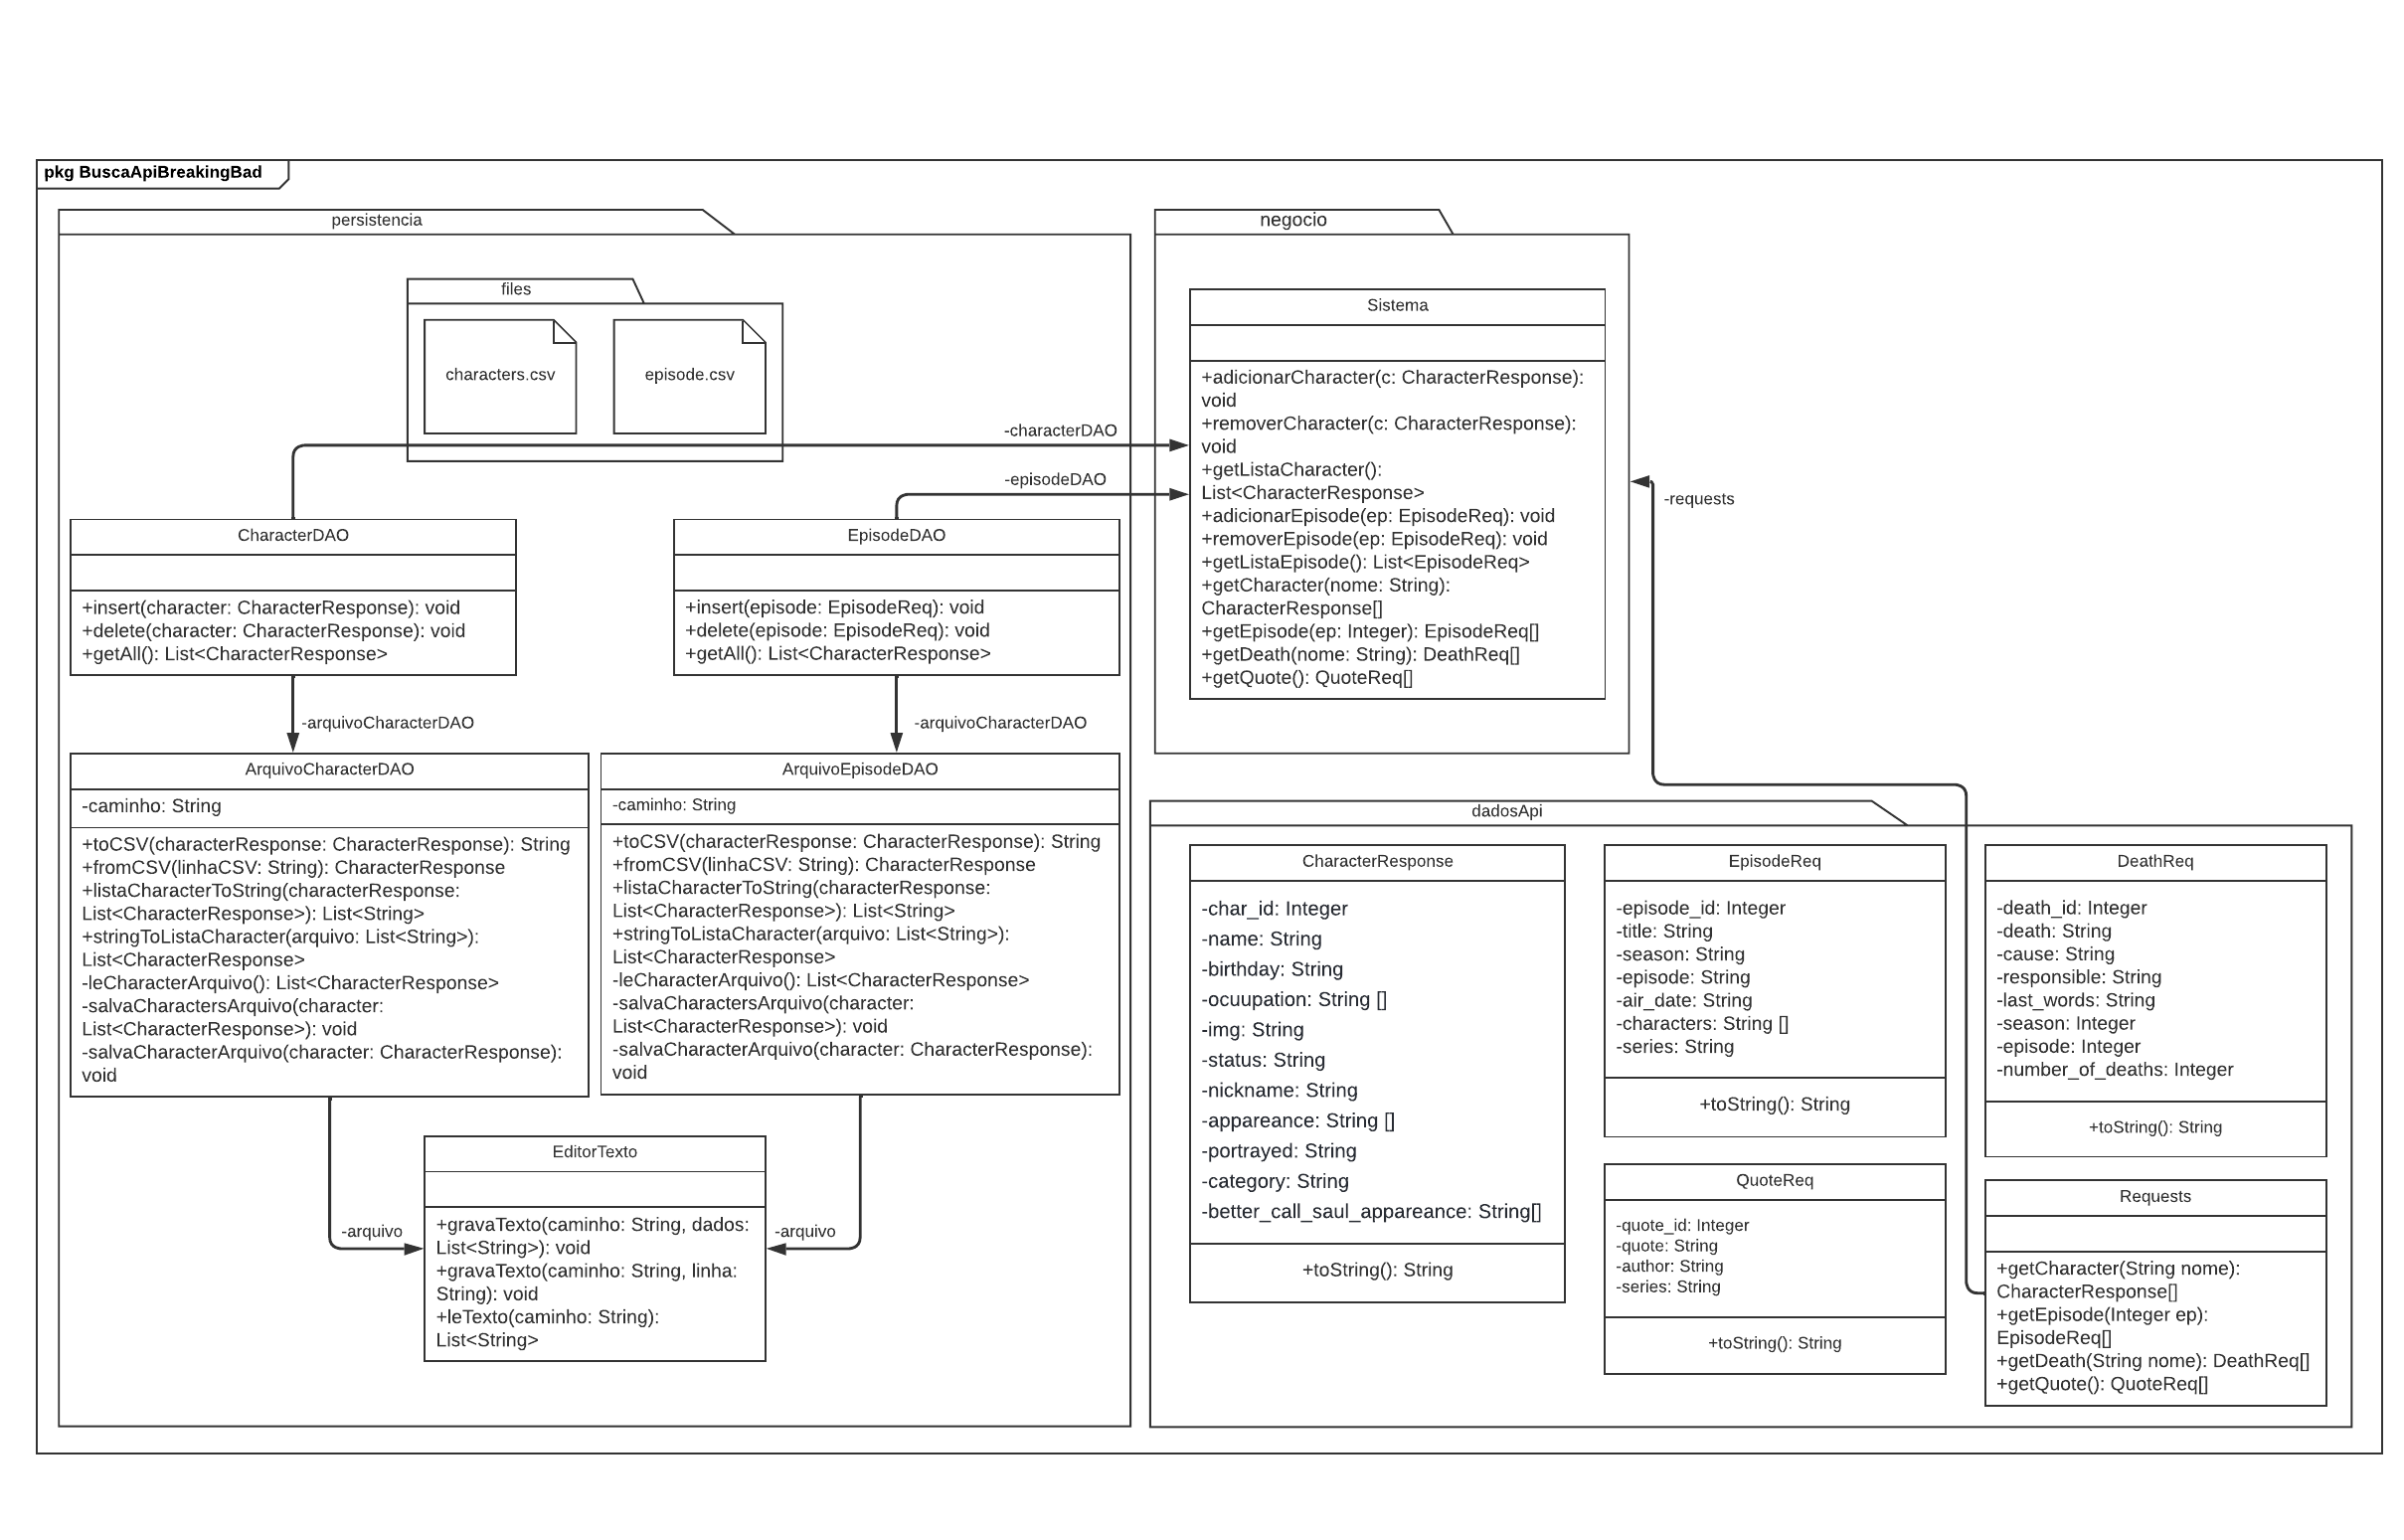 pkg BuscaApiBreakingBad
persistencia
files
characters.csv
episode.csv
-characterDAO
-episodeDAO
CharacterDAO
+insert(character: CharacterResponse): void
+delete(character: CharacterResponse): void
+getAll(): List<CharacterResponse>
EpisodeDAO
+insert(episode: EpisodeReq): void
+delete(episode: EpisodeReq): void
+getAll(): List<CharacterResponse>
-arquivoCharacterDAO
-arquivoCharacterDAO
ArquivoCharacterDAO
-caminho: String
+toCSV(characterResponse: CharacterResponse): String
+fromCSV(linhaCSV: String): CharacterResponse
+listaCharacterToString(characterResponse:
List<CharacterResponse>): List<String>
+stringToListaCharacter(arquivo: List<String>):
List<CharacterResponse>
-leCharacterArquivo(): List<CharacterResponse>
-salvaCharactersArquivo(character:
List<CharacterResponse>): void
-salvaCharacterArquivo(character: CharacterResponse):
void
ArquivoEpisodeDAO
-caminho: String
+toCSV(characterResponse: CharacterResponse): String
+fromCSV(linhaCSV: String): CharacterResponse
+listaCharacterToString(characterResponse:
List<CharacterResponse>): List<String>
+stringToListaCharacter(arquivo: List<String>):
List<CharacterResponse>
-leCharacterArquivo(): List<CharacterResponse>
-salvaCharactersArquivo(character:
List<CharacterResponse>): void
-salvaCharacterArquivo(character: CharacterResponse):
void
-arquivo
-arquivo
EditorTexto
+gravaTexto(caminho: String, dados:
List<String>): void
+gravaTexto(caminho: String, linha:
String): void
+leTexto(caminho: String):
List<String>
negocio
Sistema
+adicionarCharacter(c: CharacterResponse):
void
+removerCharacter(c: CharacterResponse):
void
+getListaCharacter():
List<CharacterResponse>
+adicionarEpisode(ep: EpisodeReq): void
+removerEpisode(ep: EpisodeReq): void
+getListaEpisode(): List<EpisodeReq>
+getCharacter(nome: String):
CharacterResponse[]
+getEpisode(ep: Integer): EpisodeReq[]
+getDeath(nome: String): DeathReq[]
+getQuote(): QuoteReq[]
-requests
dadosApi
CharacterResponse
-char_id: Integer
-name: String
-birthday: String
-ocuupation: String []
-img: String
-status: String
-nickname: String
-appareance: String []
-portrayed: String
-category: String
-better_call_saul_appareance: String[]
+toString(): String
EpisodeReq
-episode_id: Integer
-title: String
-season: String
-episode: String
-air_date: String
-characters: String []
-series: String
+toString(): String
DeathReq
-death_id: Integer
-death: String
-cause: String
-responsible: String
-last_words: String
-season: Integer
-episode: Integer
-number_of_deaths: Integer
+toString(): String
QuoteReq
-quote_id: Integer
-quote: String
-author: String
-series: String
+toString(): String
Requests
+getCharacter(String nome):
CharacterResponse[]
+getEpisode(Integer ep):
EpisodeReq[]
+getDeath(String nome): DeathReq[]
+getQuote(): QuoteReq[]